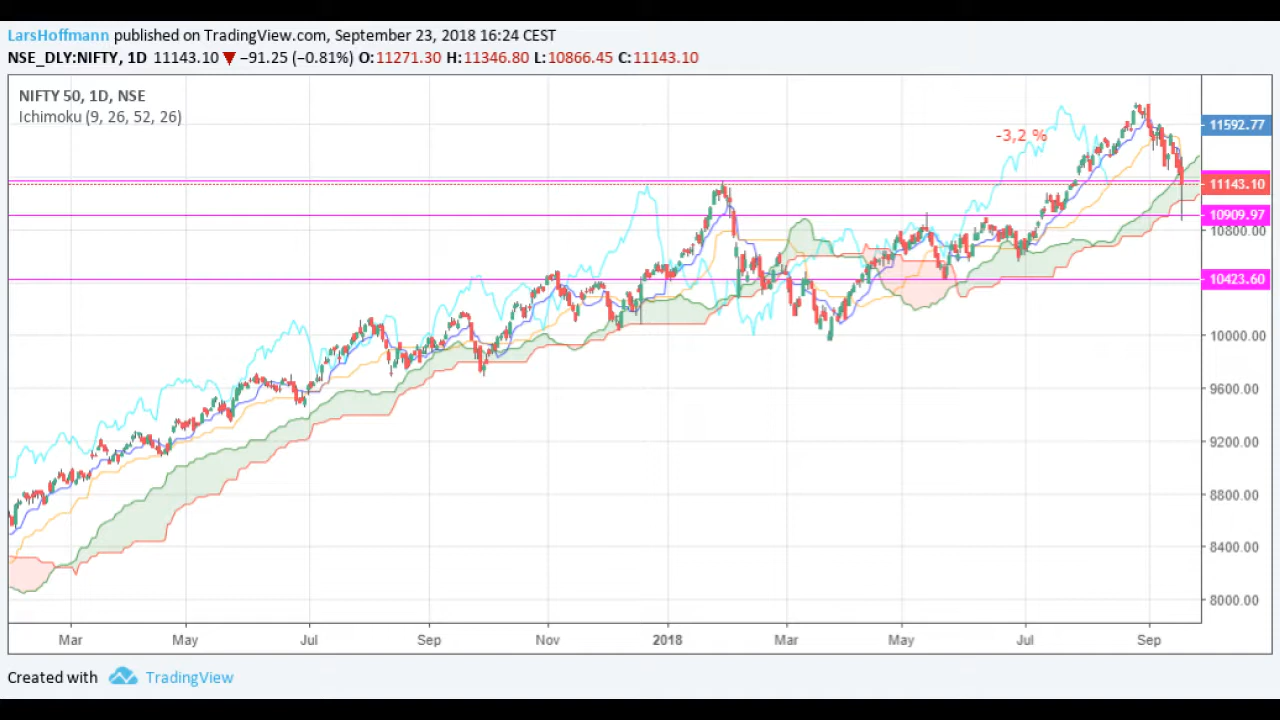 LarsHoffmann published on TradingView.com, September 23, 2018 16:24 CEST
NSE_DLY:NIFTY, 1D 11143.10 ▼ −91.25 (−0.81%) O:11271.30 H:11346.80 L:10866.45 C:11143.10
NIFTY 50, 1D, NSE
Ichimoku (9, 26, 52, 26)
-3,2 %
11592.77
11143.10
10909.97
10800.00
10423.60
10000.00
9600.00
9200.00
8800.00
8400.00
8000.00
Mar May Jul Sep Nov 2018 Mar May Jul Sep
Created with TradingView